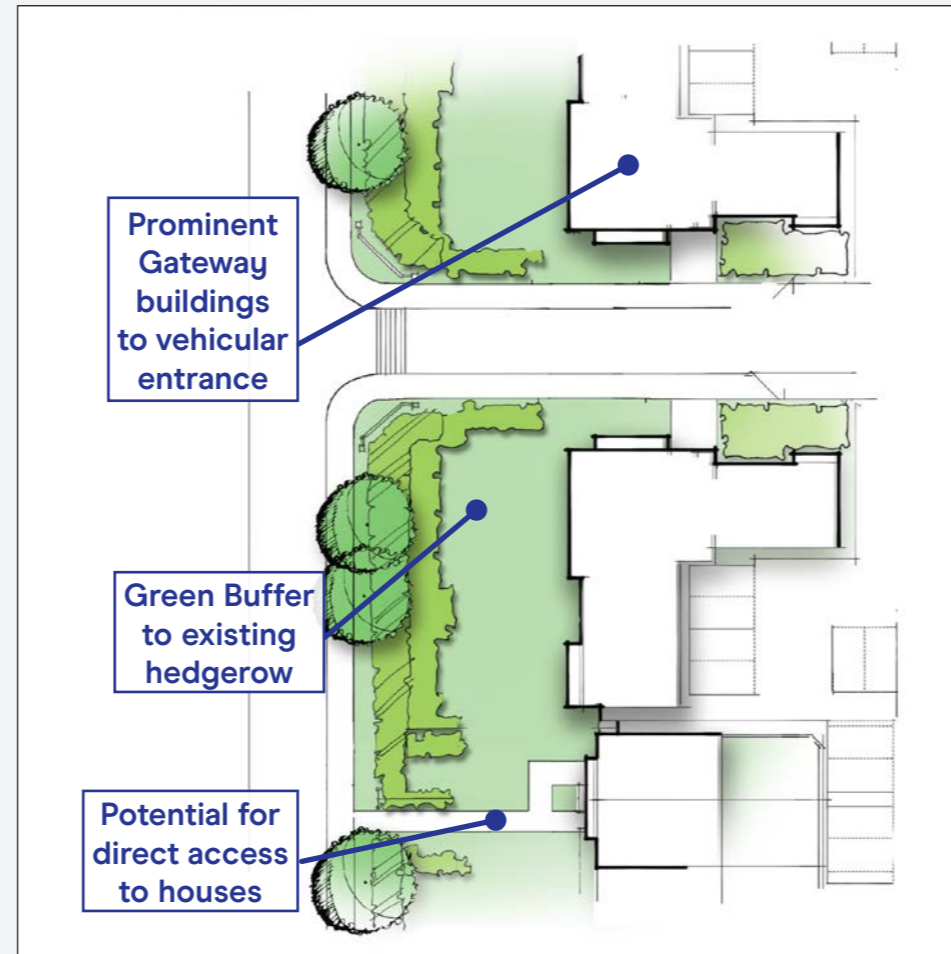 Prominent
Gateway
buildings
to vehicular
entrance
Green Buffer
to existing
hedgerow
Potential for
direct access
to houses